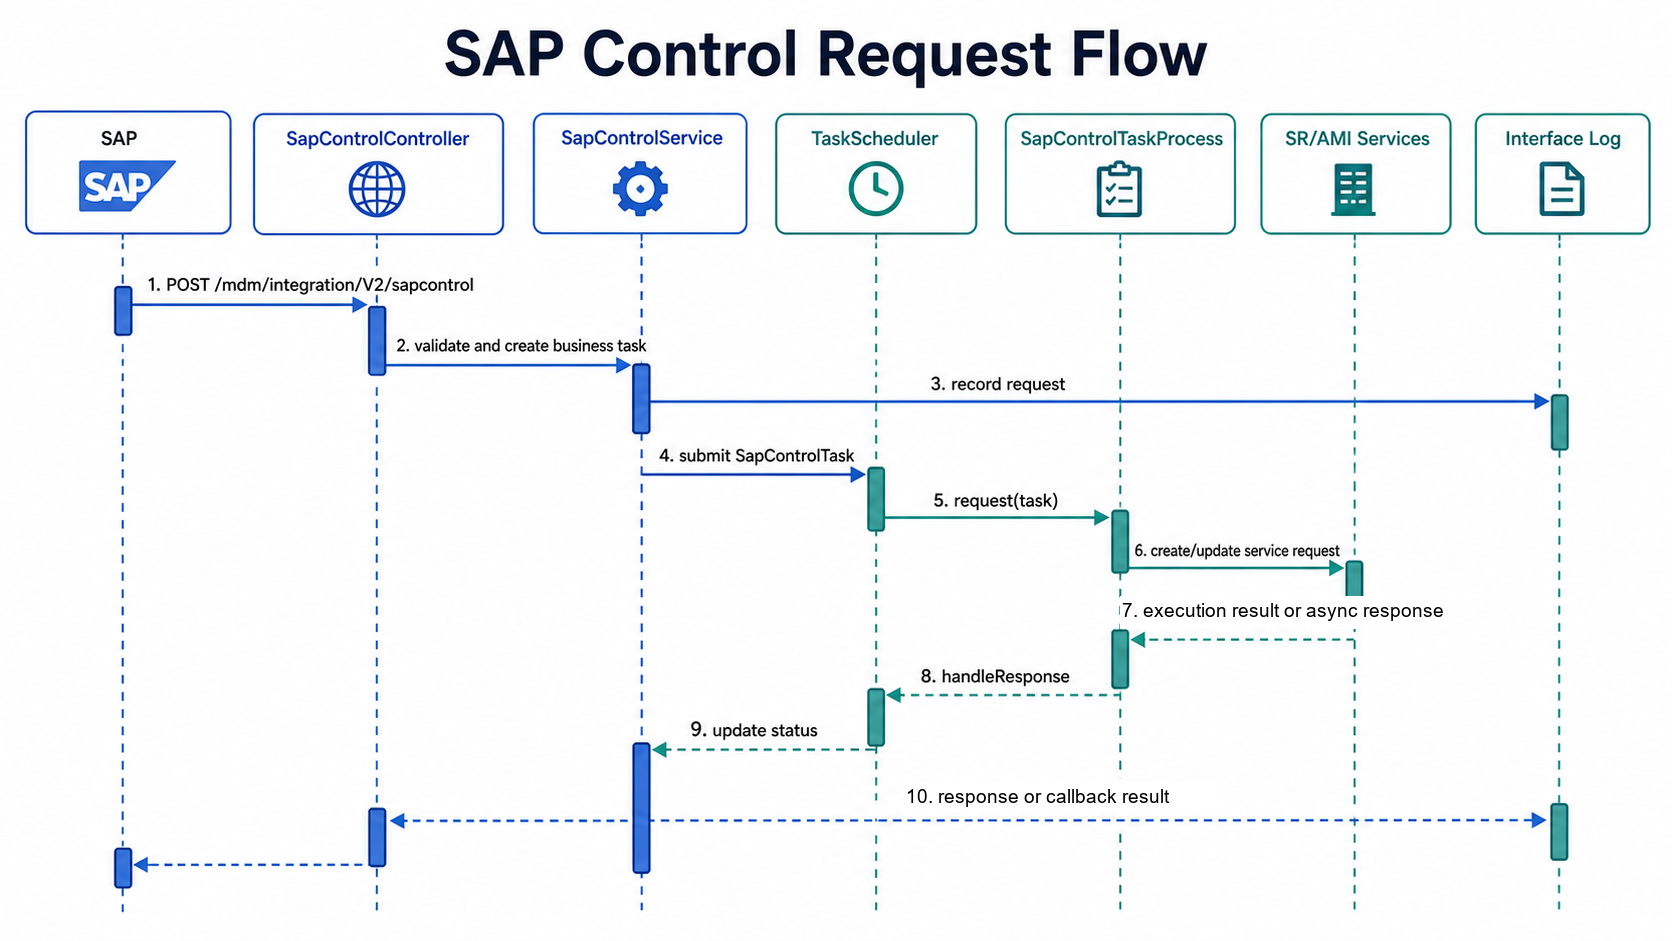 SAP Control Request Flow
SAP
SAP
SapControlController
SapControlService
TaskScheduler
SapControlTaskProcess
SR/AMI Services
Interface Log
1. POST /mdm/integration/V2/sapcontrol
2. validate and create business task
3. record request
4. submit SapControlTask
5. request(task)
6. create/update service request
7. execution result or async response
8. handleResponse
9. update status
10. response or callback result